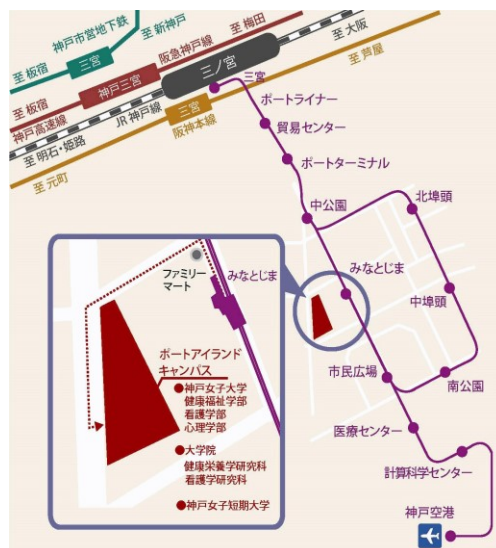 神戸市営地下鉄
至 新神戸
至 梅田
至 板宿
三宮
阪急神戸線
至 大阪
三ノ宮
至 芦屋
至 板宿
神戸三宮
三宮
神戸高速線
JR 神戸線
三宮
阪神本線
至 明石・姫路
至 元町
ポートライナー
貿易センター
ポートターミナル
中公園
北埠頭
みなとじま
中埠頭
市民広場
南公園
医療センター
計算科学センター
神戸空港
ファミリー
マート
みなとじま
ポートアイランド
キャンパス
●神戸女子大学
健康福祉学部
看護学部
心理学部
●大学院
健康栄養学研究科
看護学研究科
●神戸女子短期大学